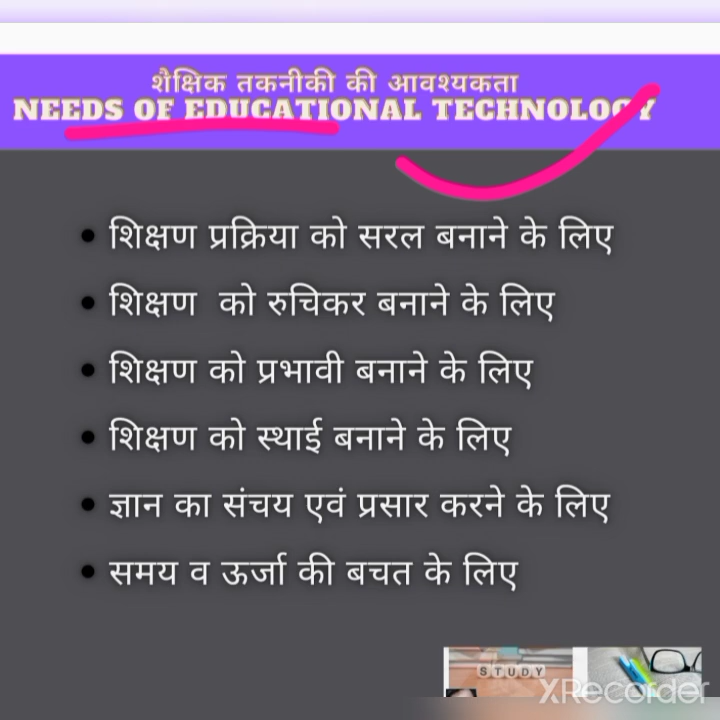 शैक्षिक तकनीकी की आवश्यकता
NEEDS OF EDUCATIONAL TECHNOLOGY
• शिक्षण प्रक्रिया को सरल बनाने के लिए
• शिक्षण को रुचिकर बनाने के लिए
• शिक्षण को प्रभावी बनाने के लिए
• शिक्षण को स्थाई बनाने के लिए
• ज्ञान का संचय एवं प्रसार करने के लिए
• समय व ऊर्जा की बचत के लिए
STUDY
XRecorder